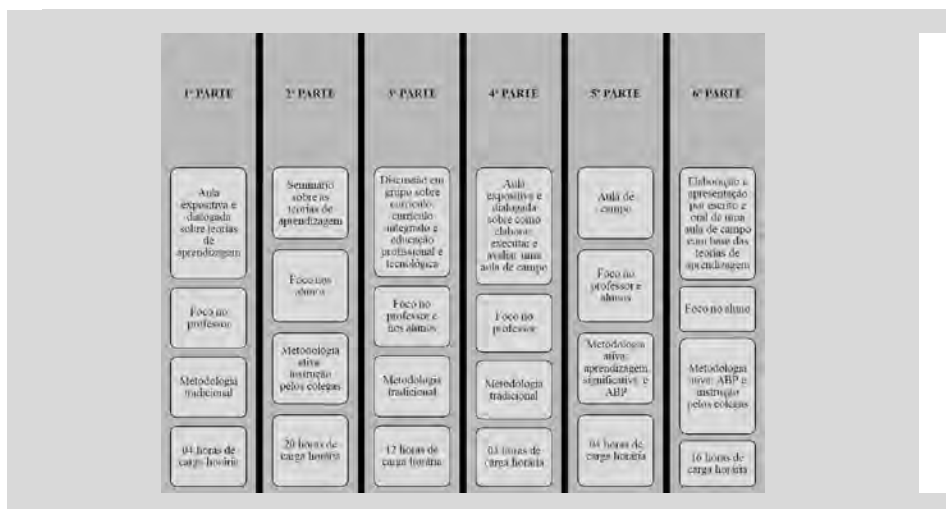 1ª PARTE
Aula
expositiva e
dialogada
sobre teorias
de
aprendizagem
Foco no
professor
Metodologia
tradicional
04 horas de
carga horária
2ª PARTE
Seminário
sobre as
teorias de
aprendizagem
Foco nos
alunos
Metodologia
ativa:
instrução
pelos colegas
20 horas de
carga horária
3ª PARTE
Discussão em
grupo sobre
currículo,
currículo
integrado e
educação
profissional e
tecnológica
Foco no
professor e
nos alunos
Metodologia
tradicional
12 horas de
carga horária
4ª PARTE
Aula
expositiva e
dialogada
sobre como
elaborar,
executar e
avaliar uma
aula de campo
Foco no
professor
Metodologia
tradicional
horas de
carga horária
5ª PARTE
Aula de
campo
Foco no
professor e
alunos
Metodologia
ativa:
aprendizagem
significativa e
ABP
04 horas de
carga horária
6ª PARTE
Elaboração e
apresentação
por escrito e
oral de uma
aula de campo
com base das
teorias de
aprendizagem
Foco no aluno
Metodologia
ativa: ABP e
instrução
pelos colegas
16 horas de
carga horária